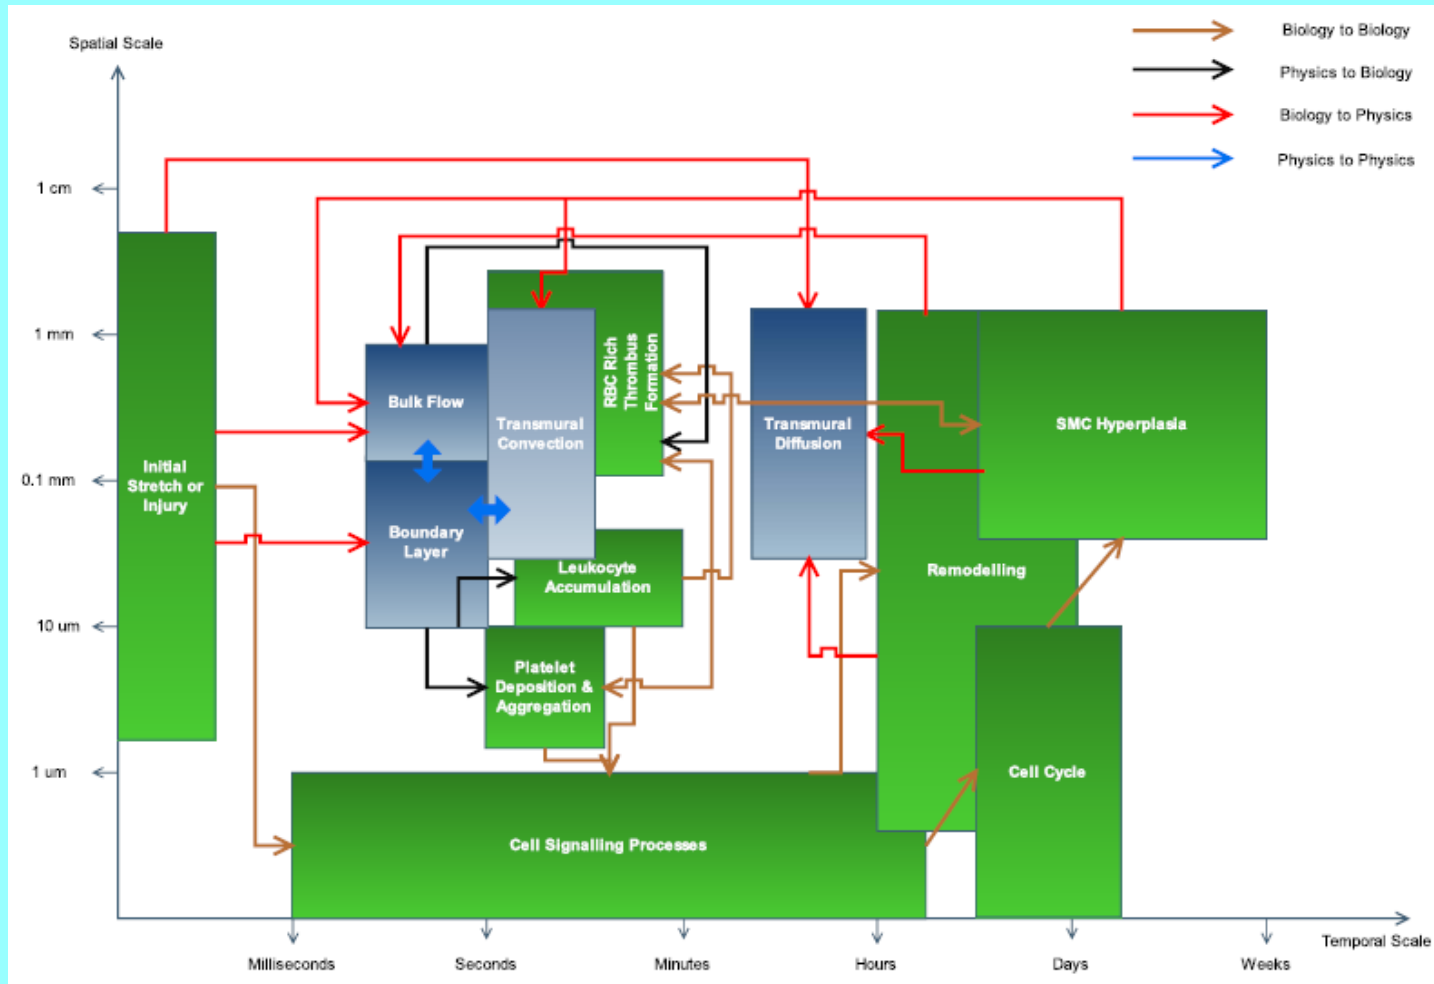 Spatial Scale
Biology to Biology
Physics to Biology
Biology to Physics
Physics to Physics
1 cm
1 mm
0.1 mm
10 um
1 um
Initial
Stretch or
Injury
Bulk Flow
Boundary
Layer
Transmural
Convection
RBC Rich
Thrombus
Formation
Leukocyte
Accumulation
Platelet
Deposition &
Aggregation
Transmural
Diffusion
SMC Hyperplasia
Remodelling
Cell Cycle
Cell Signalling Processes
Temporal Scale
Milliseconds
Seconds
Minutes
Hours
Days
Weeks